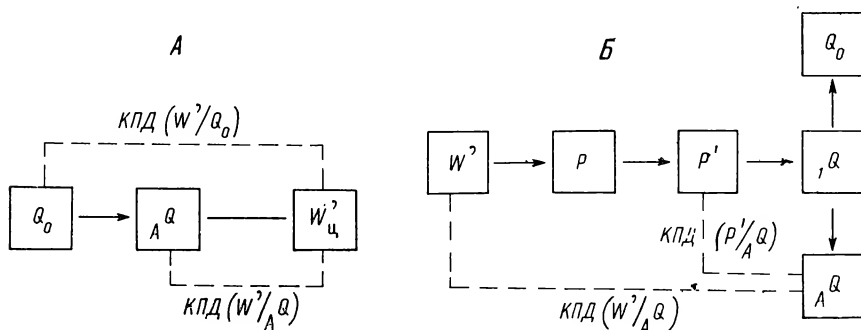 А
Б
Q₀
КПД (W'/Q₀)
КПД (P'/ₐQ)
W'
P
P'
₁Q
Q₀
ₐQ
W'ц
ₐQ
КПД (W'/ₐQ)
КПД (W'/ₐQ)